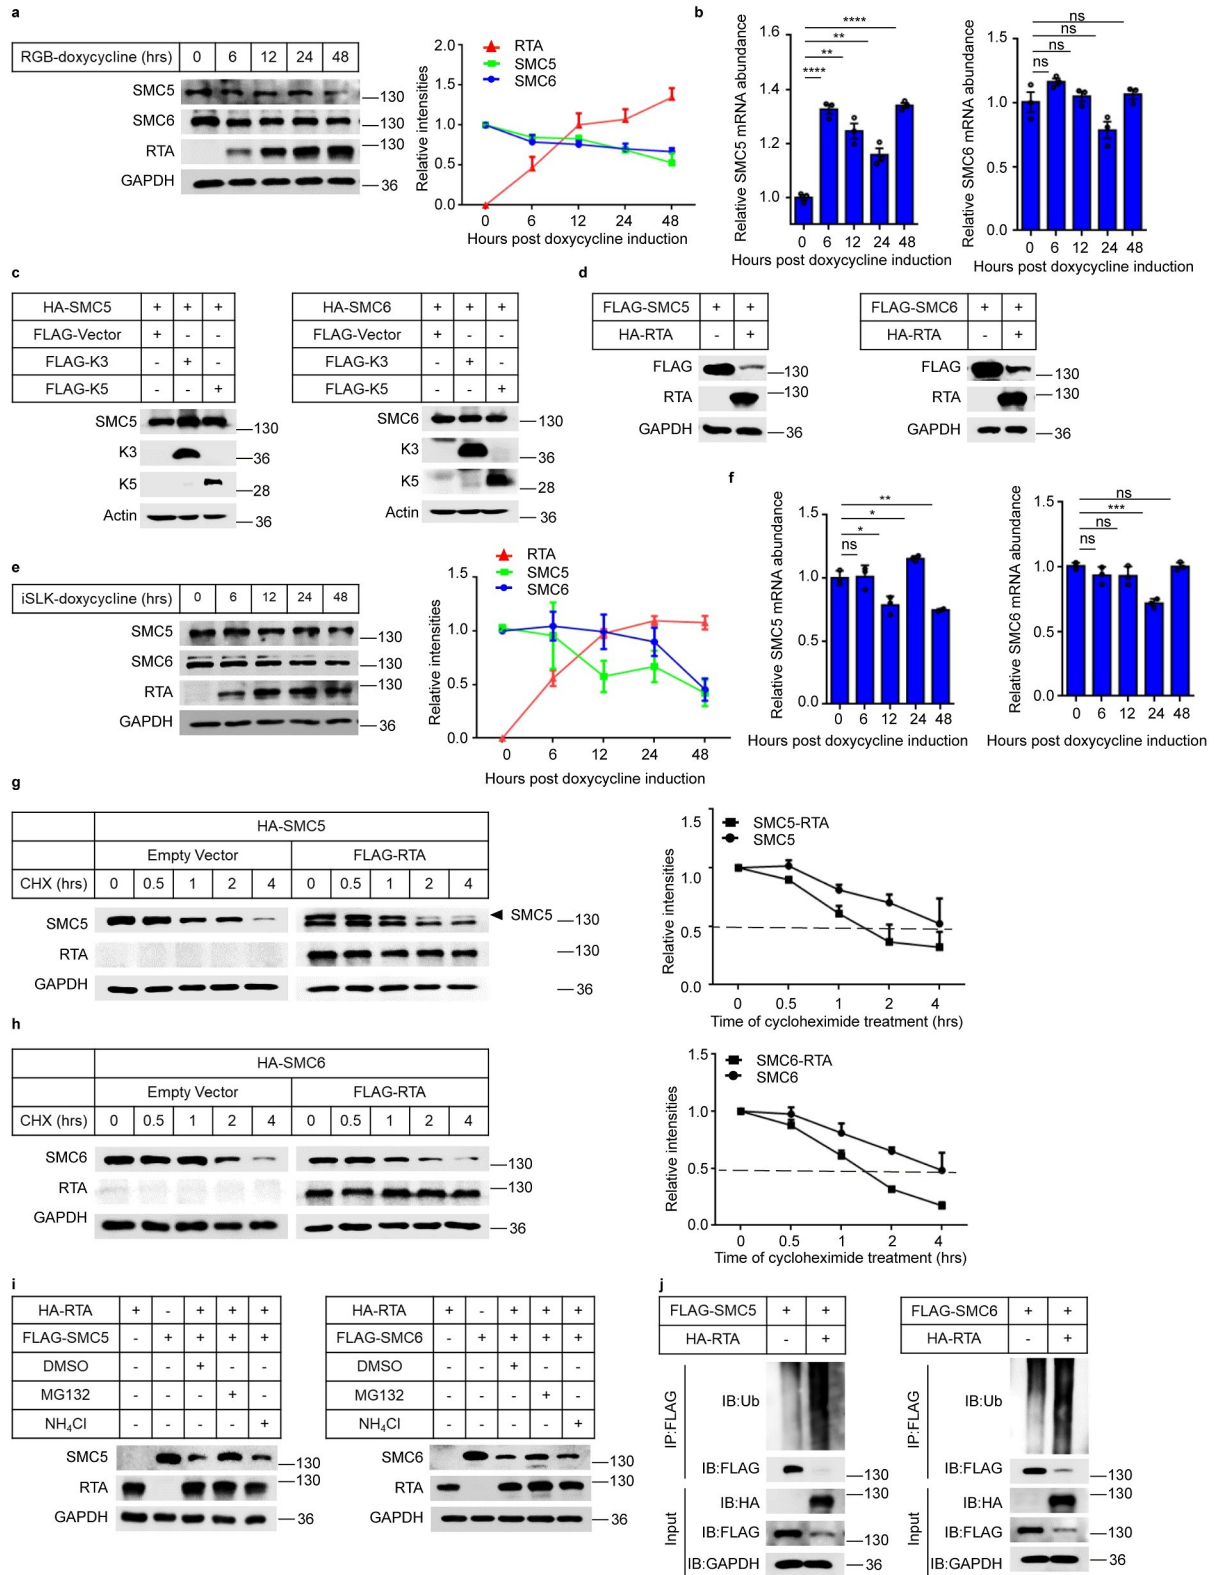 a
RGB-doxycycline (hrs) 0 6 12 24 48
SMC5
130
SMC6
130
RTA
130
GAPDH
36
RTA
SMC5
SMC6
Relative intensities
2.0
1.5
1.0
0.5
0.0
0 6 12 24 48
Hours post doxycycline induction
b
Relative SMC5 mRNA abundance
1.6
1.4
1.2
1.0
****
**
**
****
0 6 12 24 48
Hours post doxycycline induction
Relative SMC6 mRNA abundance
1.5
1.0
0.5
0.0
ns
ns
ns
ns
0 6 12 24 48
Hours post doxycycline induction
c
HA-SMC5 + + +
FLAG-Vector + - -
FLAG-K3 - + -
FLAG-K5 - - +
SMC5
130
K3
36
K5
28
Actin
36
HA-SMC6 + + +
FLAG-Vector + - -
FLAG-K3 - + -
FLAG-K5 - - +
SMC6
130
K3
36
K5
28
Actin
36
d
FLAG-SMC5 + +
HA-RTA - +
FLAG
130
RTA
130
GAPDH
36
FLAG-SMC6 + +
HA-RTA - +
FLAG
130
RTA
130
GAPDH
36
e
iSLK-doxycycline (hrs) 0 6 12 24 48
SMC5
130
SMC6
130
RTA
130
GAPDH
36
RTA
SMC5
SMC6
Relative intensities
1.5
1.0
0.5
0.0
0 6 12 24 48
Hours post doxycycline induction
f
Relative SMC5 mRNA abundance
1.5
1.0
0.5
0.0
**
*
*
ns
0 6 12 24 48
Hours post doxycycline induction
Relative SMC6 mRNA abundance
1.5
1.0
0.5
0.0
ns
***
ns
ns
0 6 12 24 48
Hours post doxycycline induction
g
HA-SMC5
Empty Vector FLAG-RTA
CHX (hrs) 0 0.5 1 2 4 0 0.5 1 2 4
SMC5
SMC5
130
RTA
130
GAPDH
36
SMC5-RTA
SMC5
Relative intensities
1.5
1.0
0.5
0.0
0 0.5 1 2 4
Time of cycloheximide treatment (hrs)
h
HA-SMC6
Empty Vector FLAG-RTA
CHX (hrs) 0 0.5 1 2 4 0 0.5 1 2 4
SMC6
130
RTA
130
GAPDH
36
SMC6-RTA
SMC6
Relative intensities
1.5
1.0
0.5
0.0
0 0.5 1 2 4
Time of cycloheximide treatment (hrs)
i
HA-RTA + - + + +
FLAG-SMC5 - + + + +
DMSO - - + - -
MG132 - - - + -
NH₄Cl - - - - +
SMC5
130
RTA
130
GAPDH
36
HA-RTA + - + + +
FLAG-SMC6 - + + + +
DMSO - - + - -
MG132 - - - + -
NH₄Cl - - - - +
SMC6
130
RTA
130
GAPDH
36
j
FLAG-SMC5 + +
HA-RTA - +
IP:FLAG
IB:Ub
IB:FLAG
130
Input
IB:HA
130
IB:FLAG
130
IB:GAPDH
36
FLAG-SMC6 + +
HA-RTA - +
IP:FLAG
IB:Ub
IB:FLAG
130
Input
IB:HA
130
IB:FLAG
130
IB:GAPDH
36